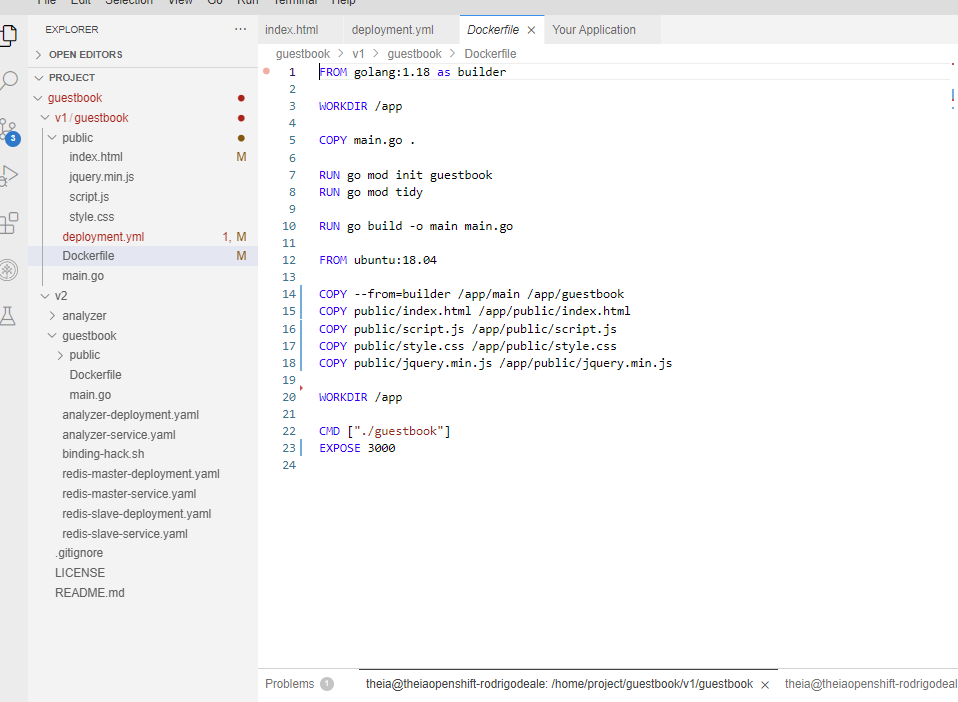 File Edit Selection View Go Run Terminal Help
EXPLORER
OPEN EDITORS
PROJECT
guestbook
v1 / guestbook
public
index.html M
jquery.min.js
script.js
style.css
deployment.yml 1, M
Dockerfile M
main.go
v2
analyzer
guestbook
public
Dockerfile
main.go
analyzer-deployment.yaml
analyzer-service.yaml
binding-hack.sh
redis-master-deployment.yaml
redis-master-service.yaml
redis-slave-deployment.yaml
redis-slave-service.yaml
.gitignore
LICENSE
README.md
3
index.html deployment.yml Dockerfile Your Application
guestbook > v1 > guestbook > Dockerfile
1 FROM golang:1.18 as builder
2
3 WORKDIR /app
4
5 COPY main.go .
6
7 RUN go mod init guestbook
8 RUN go mod tidy
9
10 RUN go build -o main main.go
11
12 FROM ubuntu:18.04
13
14 COPY --from=builder /app/main /app/guestbook
15 COPY public/index.html /app/public/index.html
16 COPY public/script.js /app/public/script.js
17 COPY public/style.css /app/public/style.css
18 COPY public/jquery.min.js /app/public/jquery.min.js
19
20 WORKDIR /app
21
22 CMD ["./guestbook"]
23 EXPOSE 3000
24
Problems 1 theia@theiaopenshift-rodrigodeale: /home/project/guestbook/v1/guestbook theia@theiaopenshift-rodrigodeal